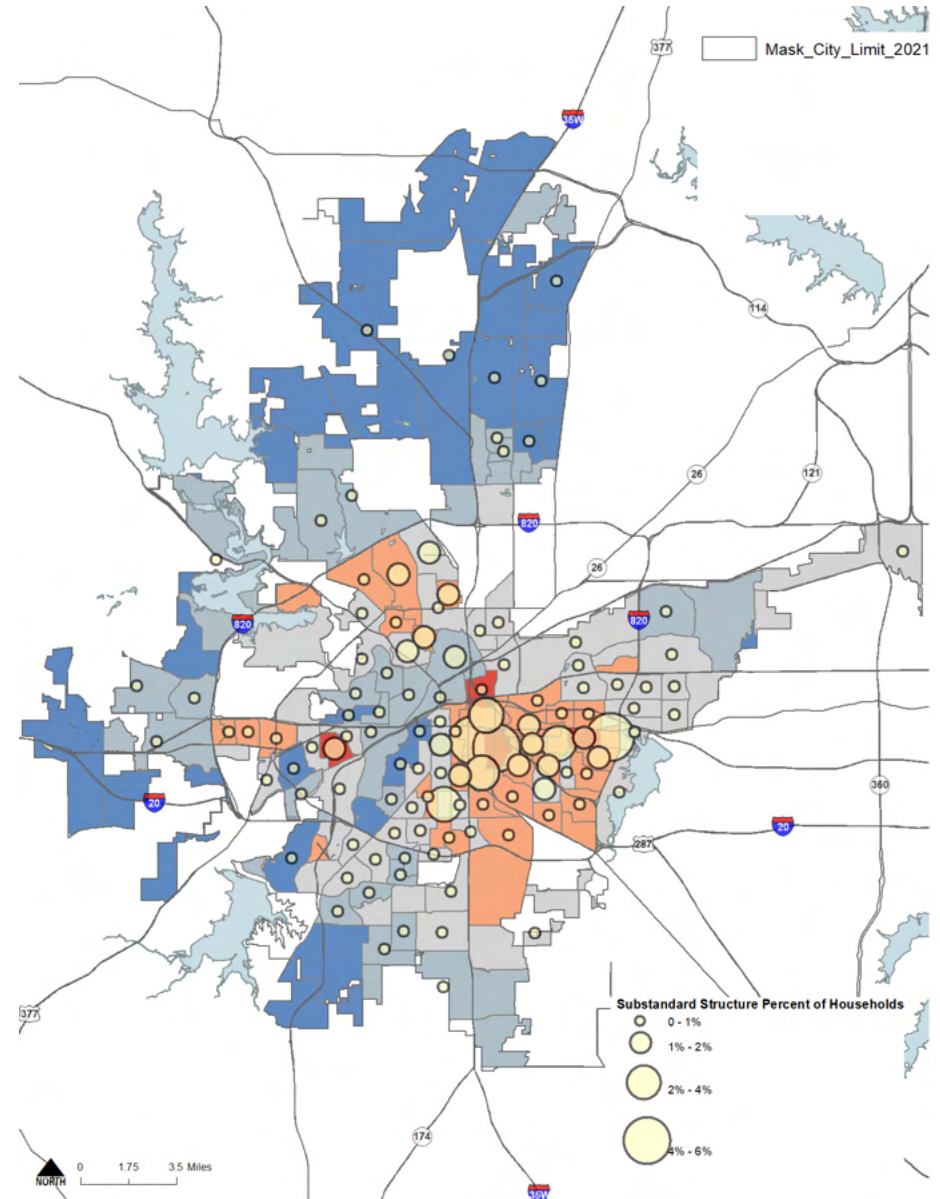 377
Mask_City_Limit_2021
35W
114
26
121
820
26
820
820
360
20
20
287
377
Substandard Structure Percent of Households
0 - 1%
1% - 2%
2% - 4%
4% - 6%
174
0 1.75 3.5 Miles
NORTH
35W